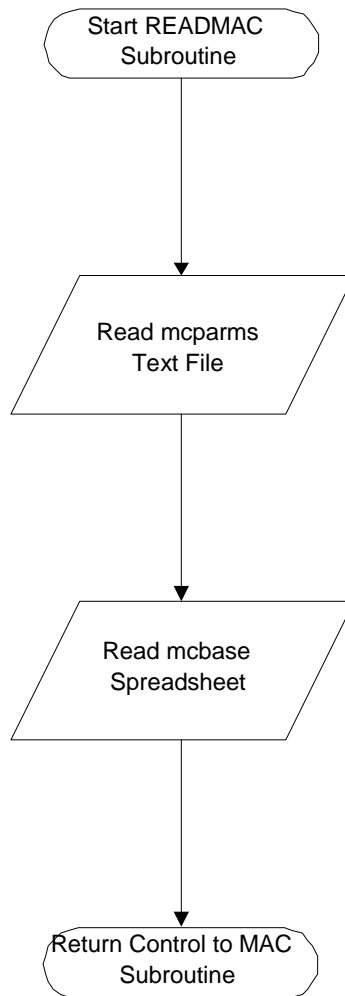 Start READMAC
Subroutine
Read mcparms
Text File
Read mcbase
Spreadsheet
Return Control to MAC
Subroutine